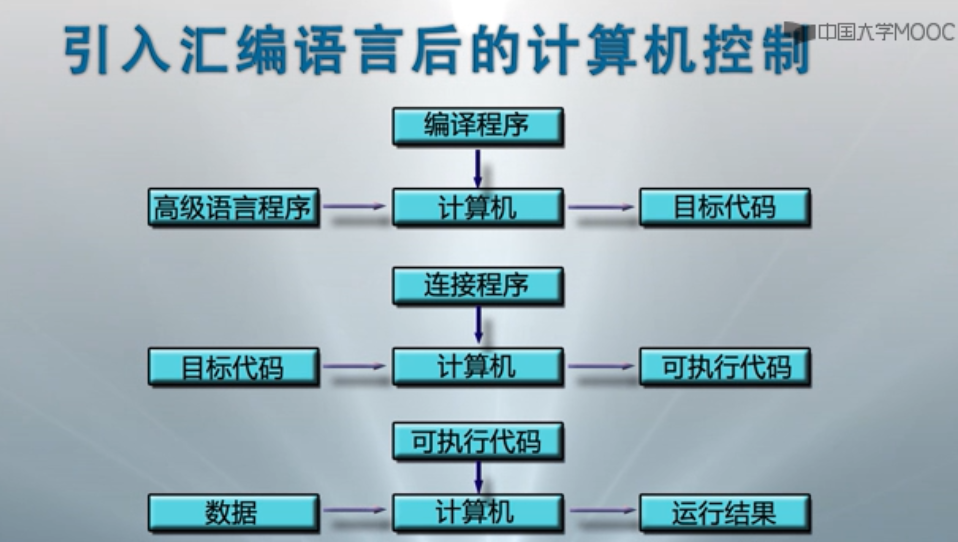 引入汇编语言后的计算机控制
中国大学MOOC
编译程序
高级语言程序
计算机
目标代码
连接程序
目标代码
计算机
可执行代码
可执行代码
数据
计算机
运行结果